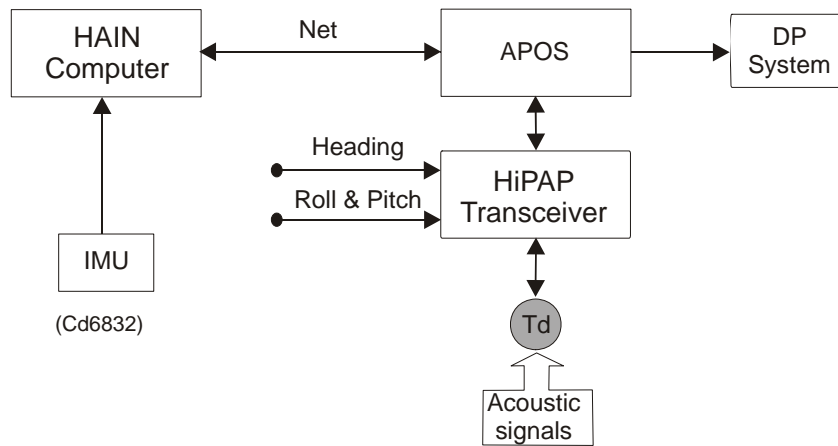 HAIN
Computer
Net
APOS
DP
System
Heading
Roll & Pitch
HiPAP
Transceiver
IMU
(Cd6832)
Td
Acoustic
signals